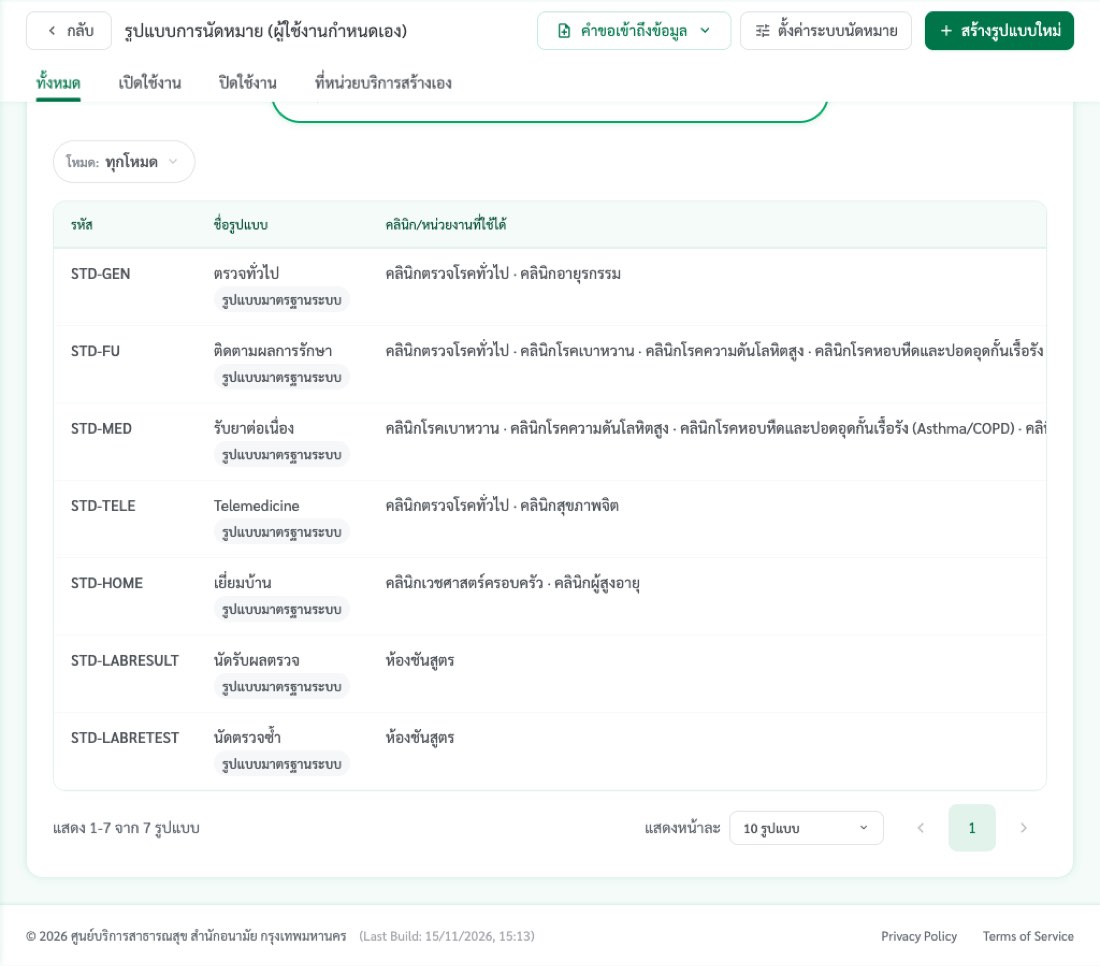 กลับ
รูปแบบการนัดหมาย (ผู้ใช้งานกำหนดเอง)
คำขอเข้าถึงข้อมูล
ตั้งค่าระบบนัดหมาย
+ สร้างรูปแบบใหม่
ทั้งหมด เปิดใช้งาน ปิดใช้งาน ที่หน่วยบริการสร้างเอง
โหมด: ทุกโหมด
รหัส ชื่อรูปแบบ คลินิก/หน่วยงานที่ใช้ได้
STD-GEN ตรวจทั่วไป คลินิกตรวจโรคทั่วไป · คลินิกอายุรกรรม
รูปแบบมาตรฐานระบบ
STD-FU ติดตามผลการรักษา คลินิกตรวจโรคทั่วไป · คลินิกโรคเบาหวาน · คลินิกโรคความดันโลหิตสูง · คลินิกโรคหอบหืดและปอดอุดกั้นเรื้อรัง
รูปแบบมาตรฐานระบบ
STD-MED รับยาต่อเนื่อง คลินิกโรคเบาหวาน · คลินิกโรคความดันโลหิตสูง · คลินิกโรคหอบหืดและปอดอุดกั้นเรื้อรัง (Asthma/COPD) ·
รูปแบบมาตรฐานระบบ
STD-TELE Telemedicine คลินิกตรวจโรคทั่วไป · คลินิกสุขภาพจิต
รูปแบบมาตรฐานระบบ
STD-HOME เยี่ยมบ้าน คลินิกเวชศาสตร์ครอบครัว · คลินิกผู้สูงอายุ
รูปแบบมาตรฐานระบบ
STD-LABRESULT นัดรับผลตรวจ ห้องชันสูตร
รูปแบบมาตรฐานระบบ
STD-LABRETEST นัดตรวจซ้ำ ห้องชันสูตร
รูปแบบมาตรฐานระบบ
แสดง 1-7 จาก 7 รูปแบบ
แสดงหน้าละ 10 รูปแบบ
1
© 2026 ศูนย์บริการสาธารณสุข สำนักอนามัย กรุงเทพมหานคร (Last Build: 15/11/2026, 15:13)
Privacy Policy Terms of Service